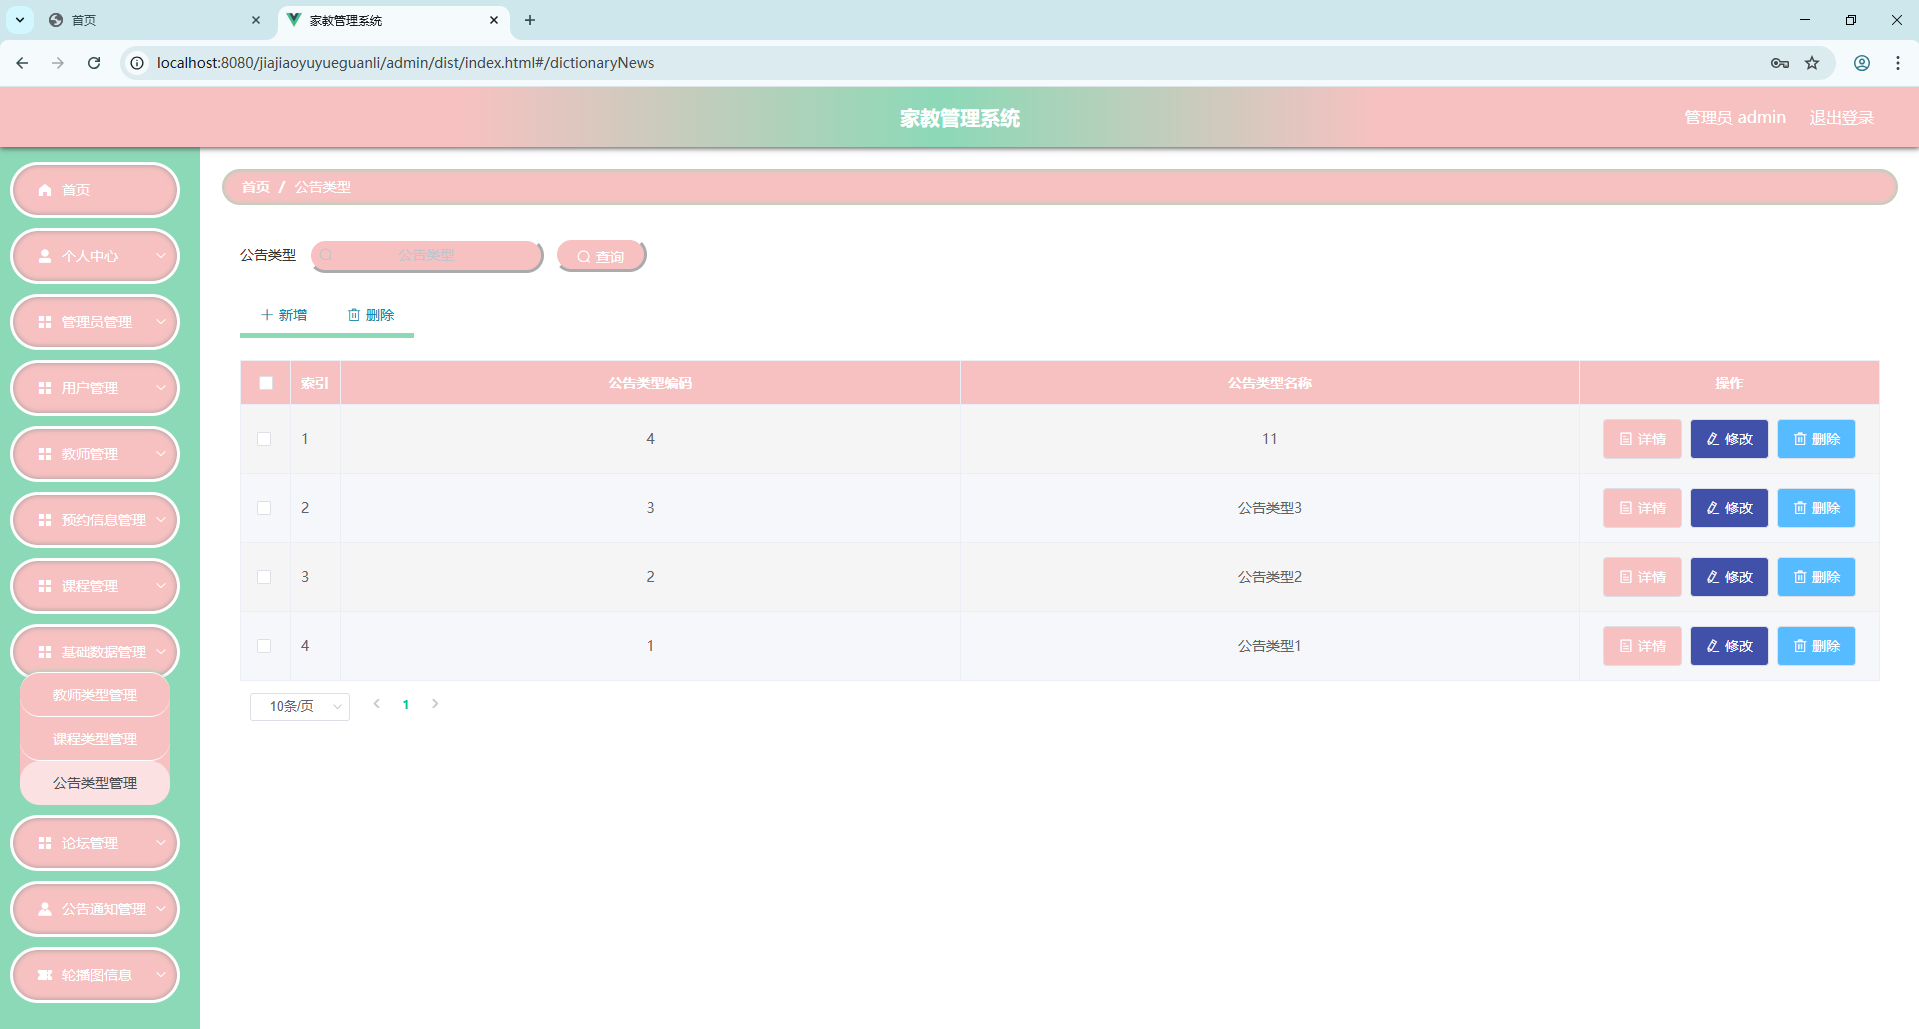 首页
家教管理系统
localhost:8080/jiajiaoyuyueguanli/admin/dist/index.html#/dictionaryNews
家教管理系统
管理员 admin
退出登录
首页
个人中心
管理员管理
用户管理
教师管理
预约信息管理
课程管理
基础数据管理
教师类型管理
课程类型管理
公告类型管理
论坛管理
公告通知管理
轮播图信息
首页 / 公告类型
公告类型 公告类型 查询
新增 删除
索引 公告类型编码 公告类型名称 操作
1 4 11 详情 修改 删除
2 3 公告类型3 详情 修改 删除
3 2 公告类型2 详情 修改 删除
4 1 公告类型1 详情 修改 删除
10条/页 1